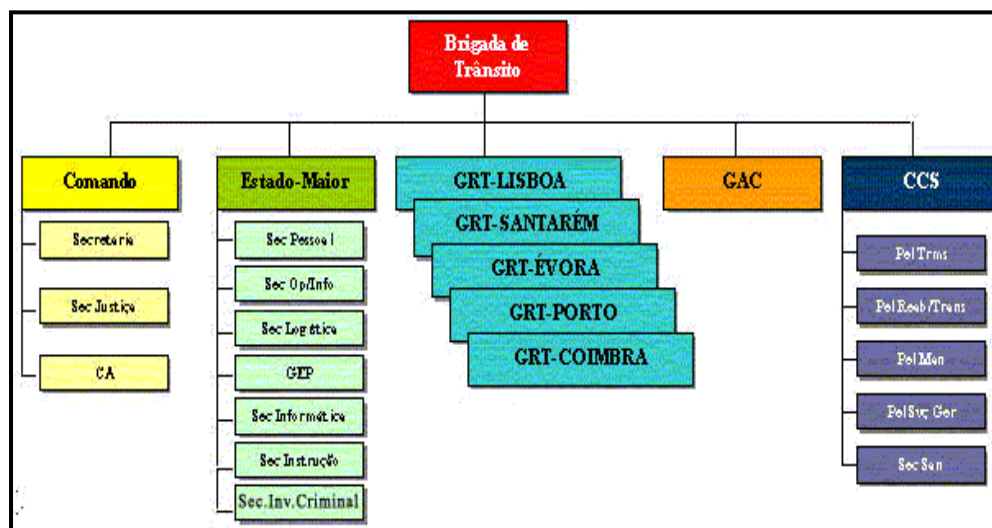 Brigada de
Trânsito
Comando
Estado-Maior
GRT-LISBOA
GAC
CCS
GRT-SANTARÉM
GRT-ÉVORA
GRT-PORTO
GRT-COIMBRA
Secretaria
Sec Justiça
CA
Sec Pessoal
Sec Op/Info
Sec Logística
GEP
Sec Informática
Sec Instrução
Sec.Inv.Criminal
Pel Trms
Pel Reab/Trans
Pel Man
Pel Svç Ger
Sec San